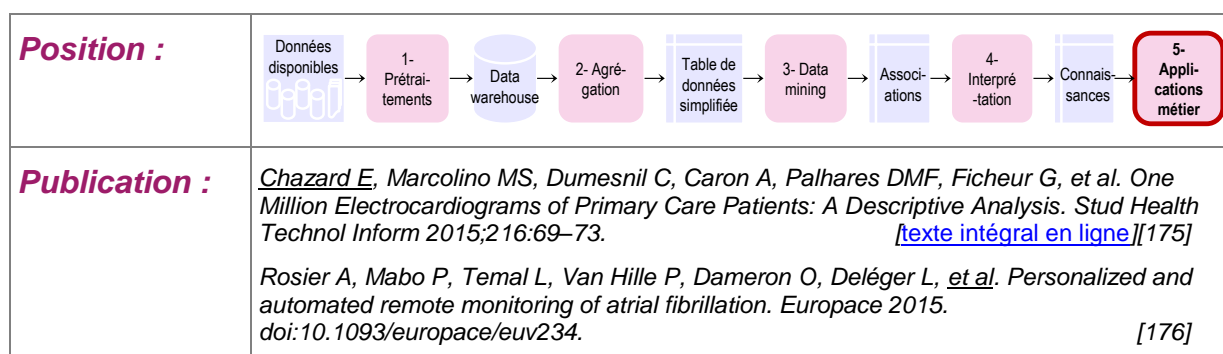 Position :
Données
disponibles
1-
Prétrai-
tements
Data
warehouse
2- Agré-
gation
Table de
données
simplifiée
3- Data
mining
Associ-
ations
4-
Interpré
-tation
Connais-
sances
5-
Appli-
cations
métier
Publication :
Chazard E, Marcolino MS, Dumesnil C, Caron A, Palhares DMF, Ficheur G, et al. One
Million Electrocardiograms of Primary Care Patients: A Descriptive Analysis. Stud Health
Technol Inform 2015;216:69–73. [texte intégral en ligne][175]
Rosier A, Mabo P, Temal L, Van Hille P, Dameron O, Deléger L, et al. Personalized and
automated remote monitoring of atrial fibrillation. Europace 2015.
doi:10.1093/europace/euv234. [176]